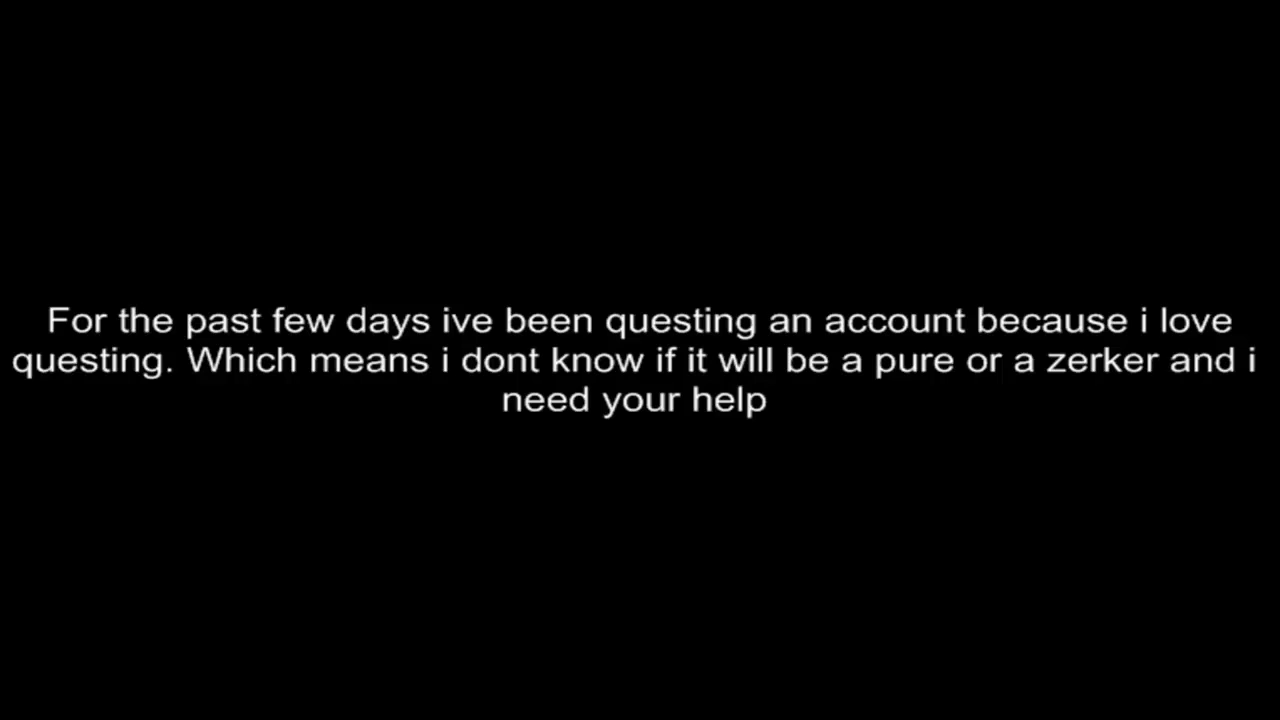 For the past few days ive been questing an account because i love
questing. Which means i dont know if it will be a pure or a zerker and i
need your help